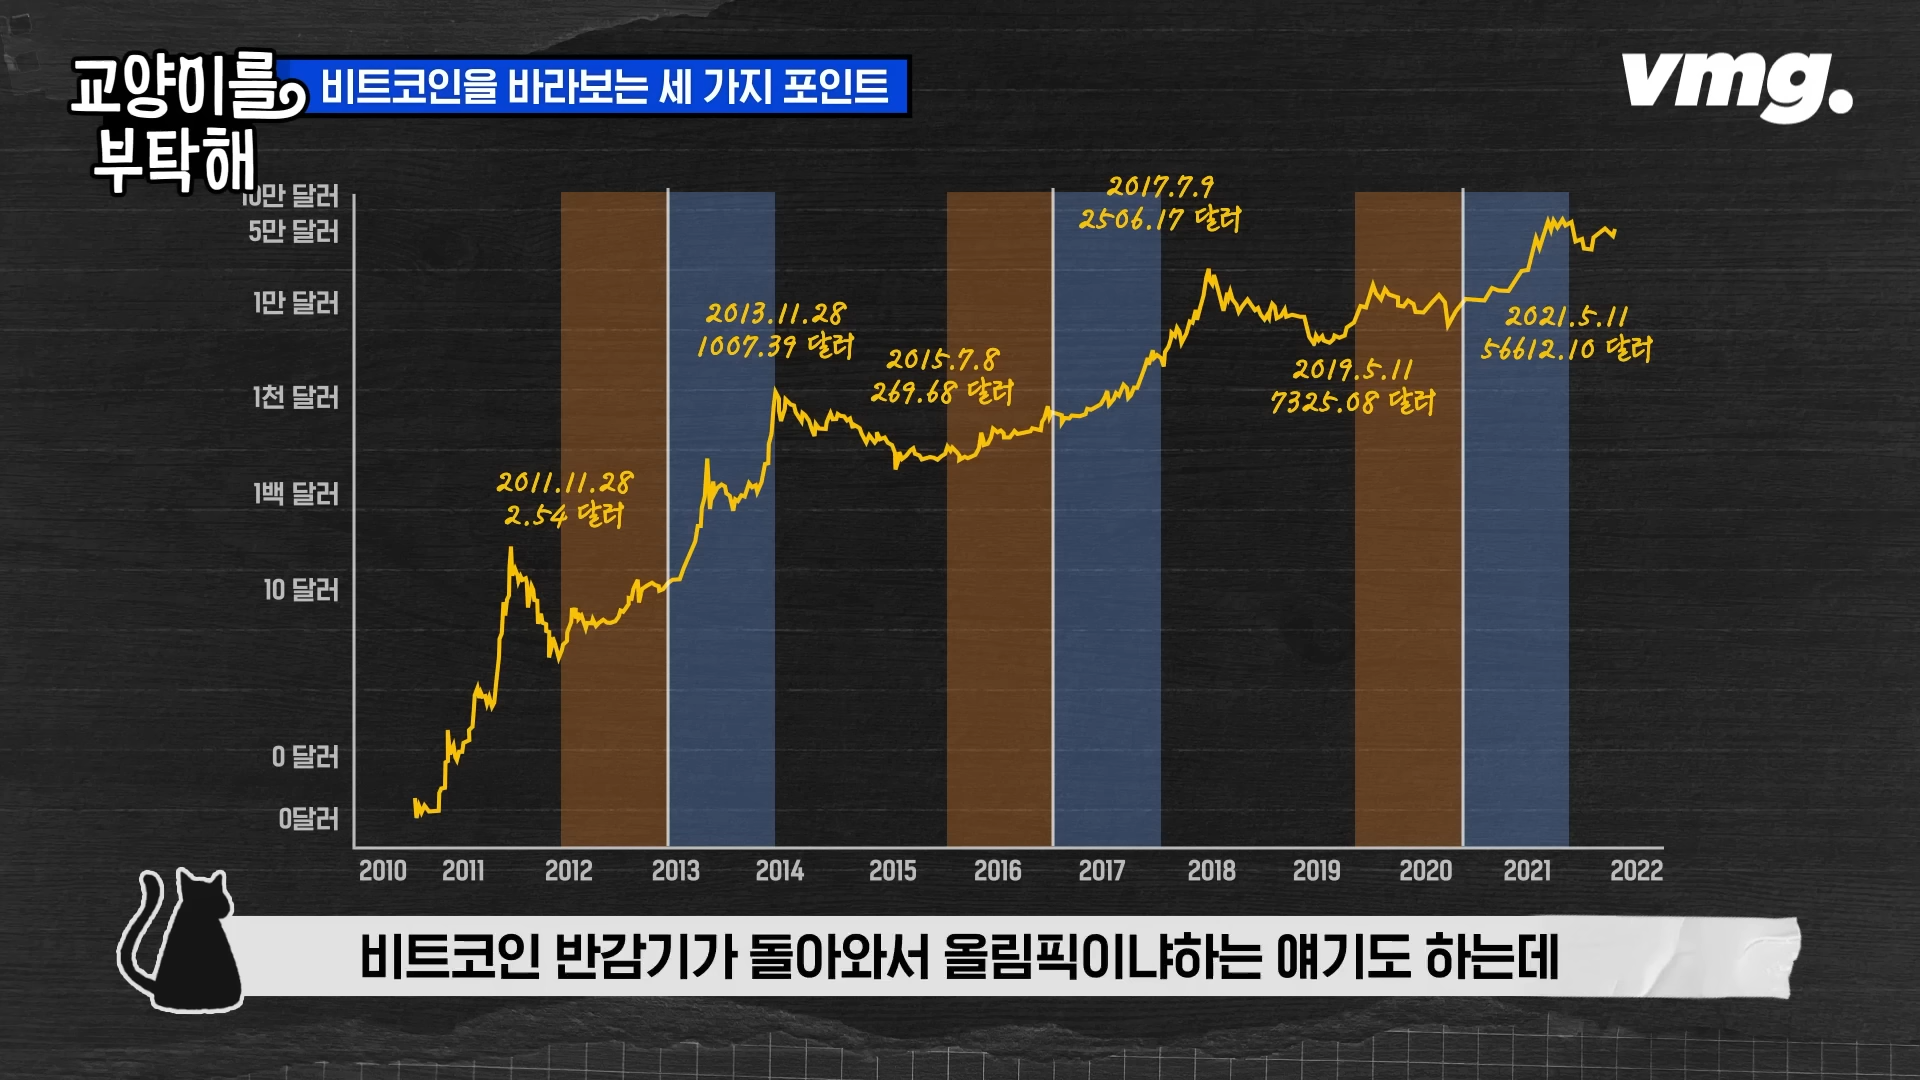 교양이를
부탁해
비트코인을 바라보는 세 가지 포인트
vmg.
10만 달러
5만 달러
1만 달러
1천 달러
1백 달러
10 달러
0 달러
0달러
2011.11.28
2.54 달러
2013.11.28
1007.39 달러
2015.7.8
269.68 달러
2017.7.9
2506.17 달러
2019.5.11
7325.08 달러
2021.5.11
56612.10 달러
2010 2011 2012 2013 2014 2015 2016 2017 2018 2019 2020 2021 2022
비트코인 반감기가 돌아와서 올림픽이냐하는 얘기도 하는데